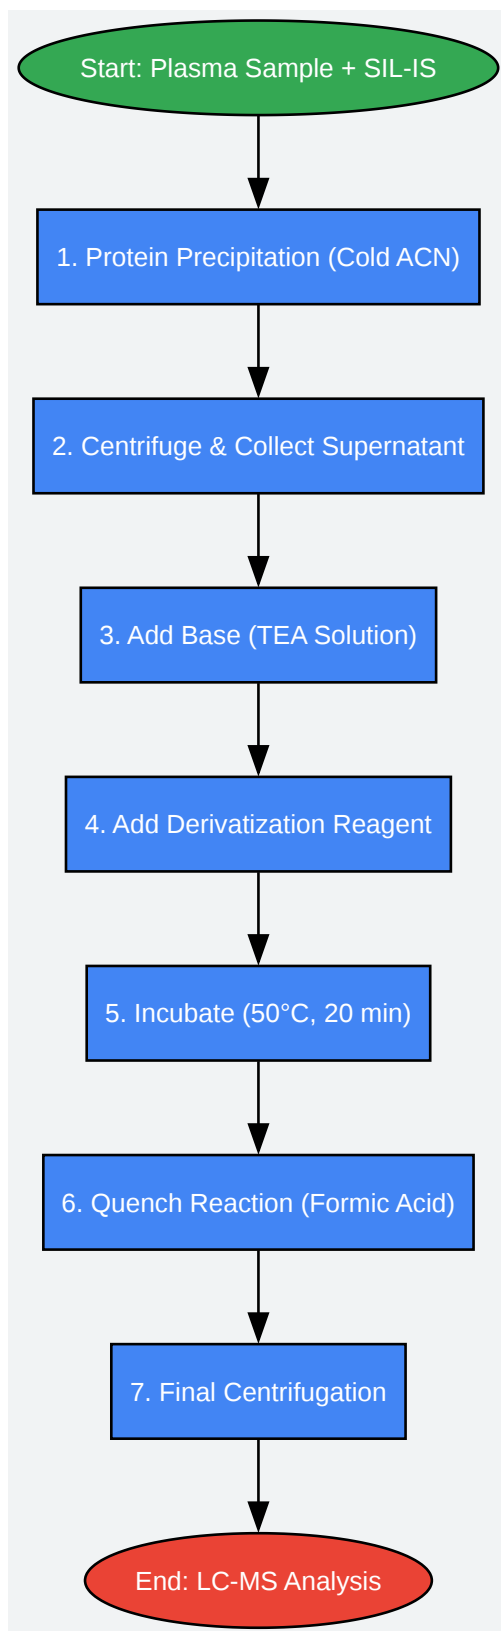 Start: Plasma Sample + SIL-IS
1. Protein Precipitation (Cold ACN)
2. Centrifuge & Collect Supernatant
3. Add Base (TEA Solution)
4. Add Derivatization Reagent
5. Incubate (50°C, 20 min)
6. Quench Reaction (Formic Acid)
7. Final Centrifugation
End: LC-MS Analysis